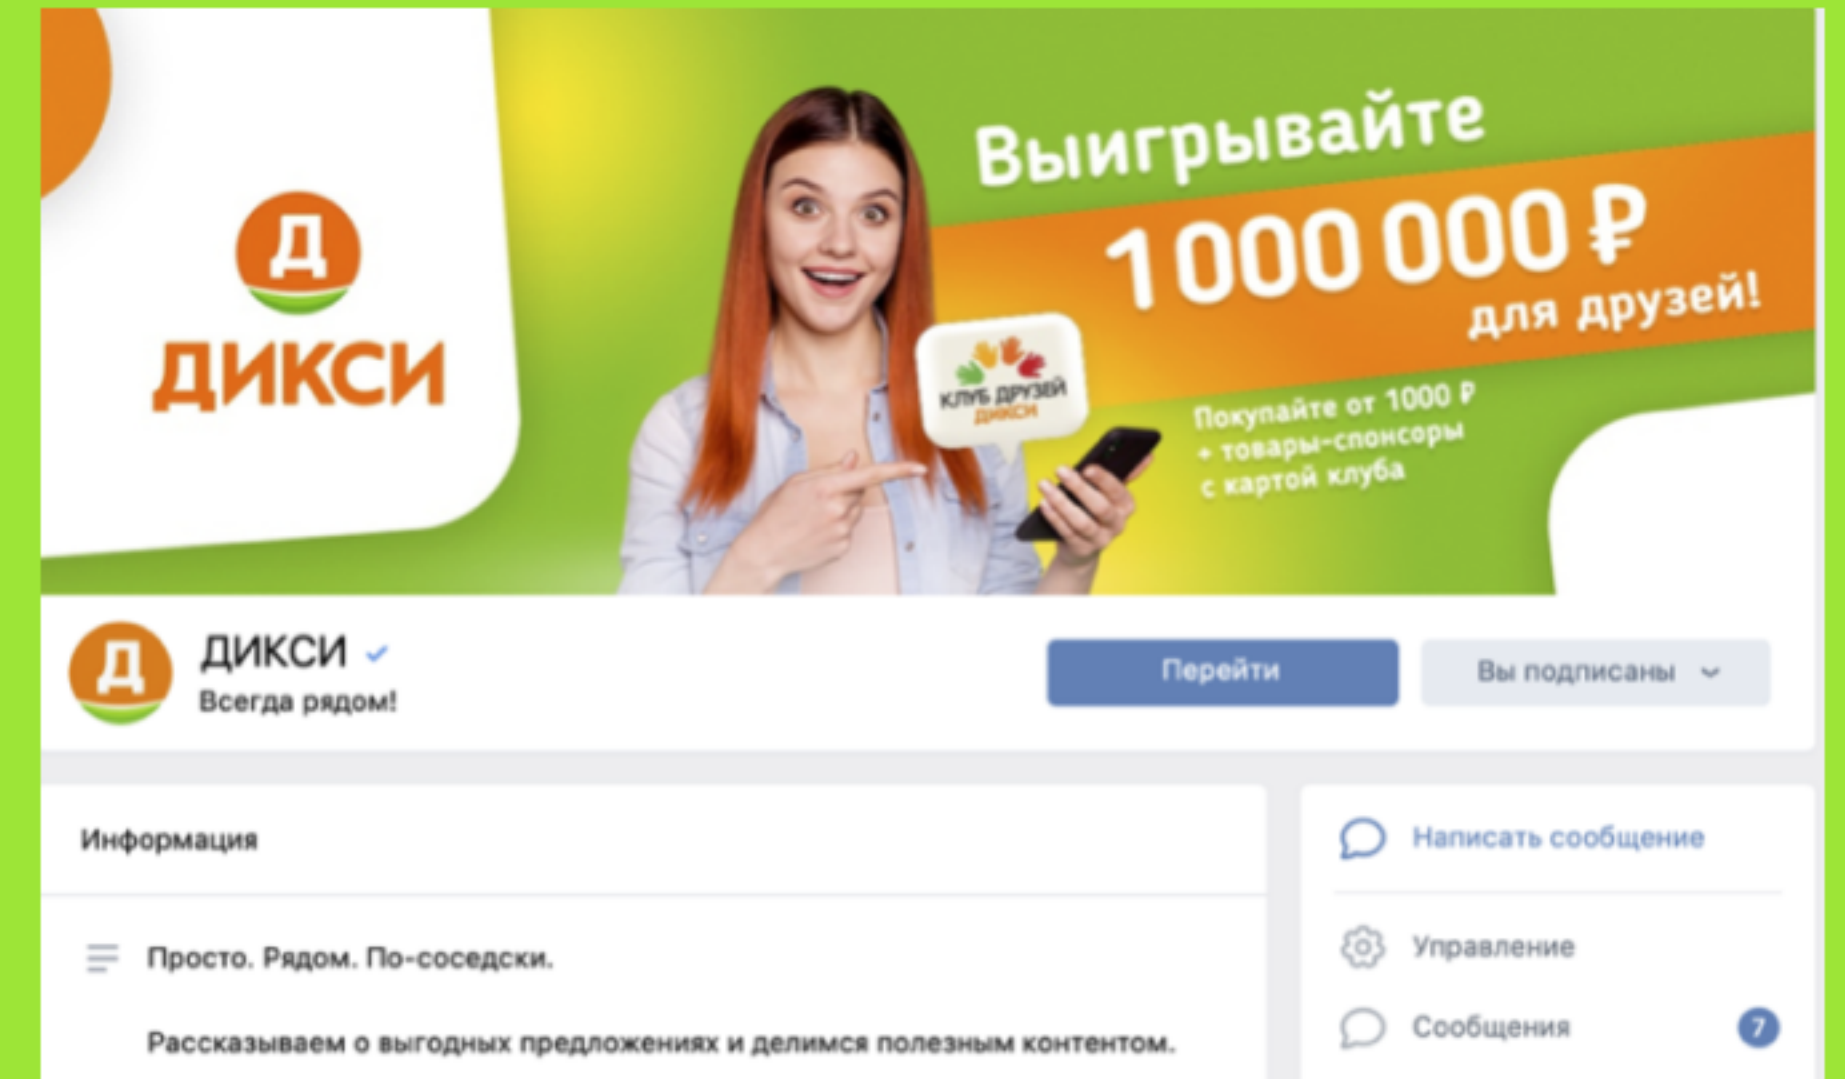 Д
ДИКСИ
Выигрывайте
1 000 000 ₽
для друзей!
КЛУБ ДРУЗЕЙ
ДИКСИ
Покупайте от 1000 ₽
+ товары-спонсоры
с картой клуба
Д
ДИКСИ
Всегда рядом!
Перейти
Вы подписаны
Информация
Просто. Рядом. По-соседски.
Рассказываем о выгодных предложениях и делимся полезным контентом.
Написать сообщение
Управление
Сообщения
7